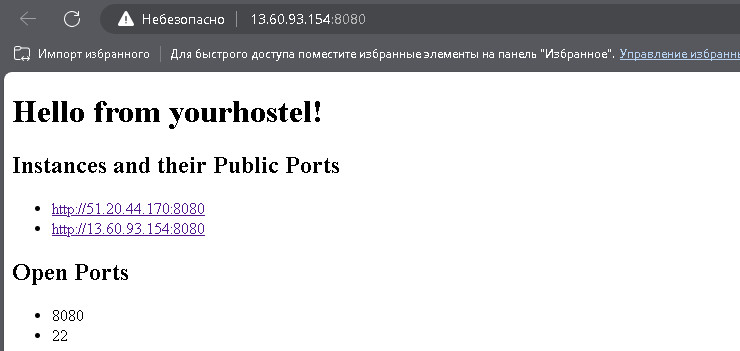 Небезопасно 13.60.93.154:8080
Импорт избранного Для быстрого доступа поместите избранные элементы на панель "Избранное". Управление избранны
Hello from yourhostel!
Instances and their Public Ports
http://51.20.44.170:8080
http://13.60.93.154:8080
Open Ports
8080
22